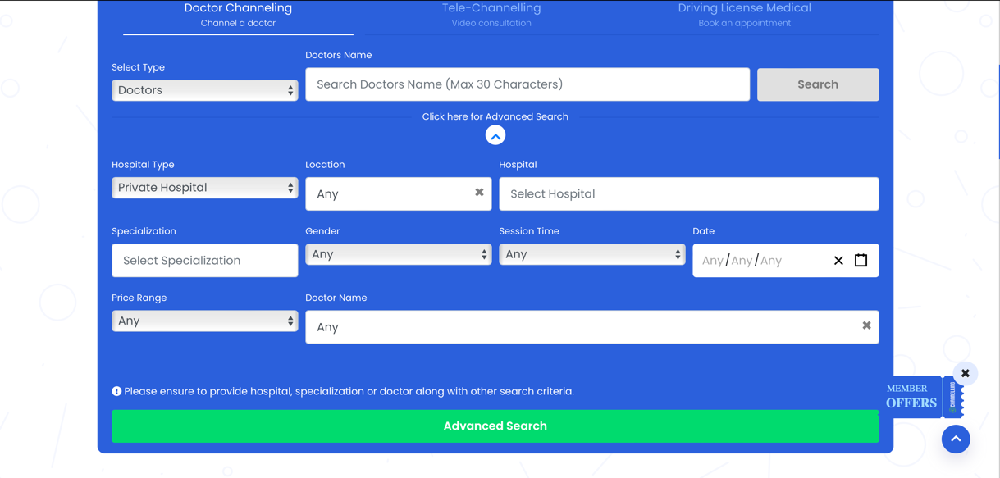 Doctor Channeling
Channel a doctor
Tele-Channelling
Video consultation
Driving License Medical
Book an appointment
Select Type
Doctors
Doctors Name
Search Doctors Name (Max 30 Characters)
Search
Click here for Advanced Search
Hospital Type
Private Hospital
Location
Any
Hospital
Select Hospital
Specialization
Select Specialization
Gender
Any
Session Time
Any
Date
Any/Any/Any
Price Range
Any
Doctor Name
Any
Please ensure to provide hospital, specialization or doctor along with other search criteria.
Advanced Search
MEMBER
OFFERS